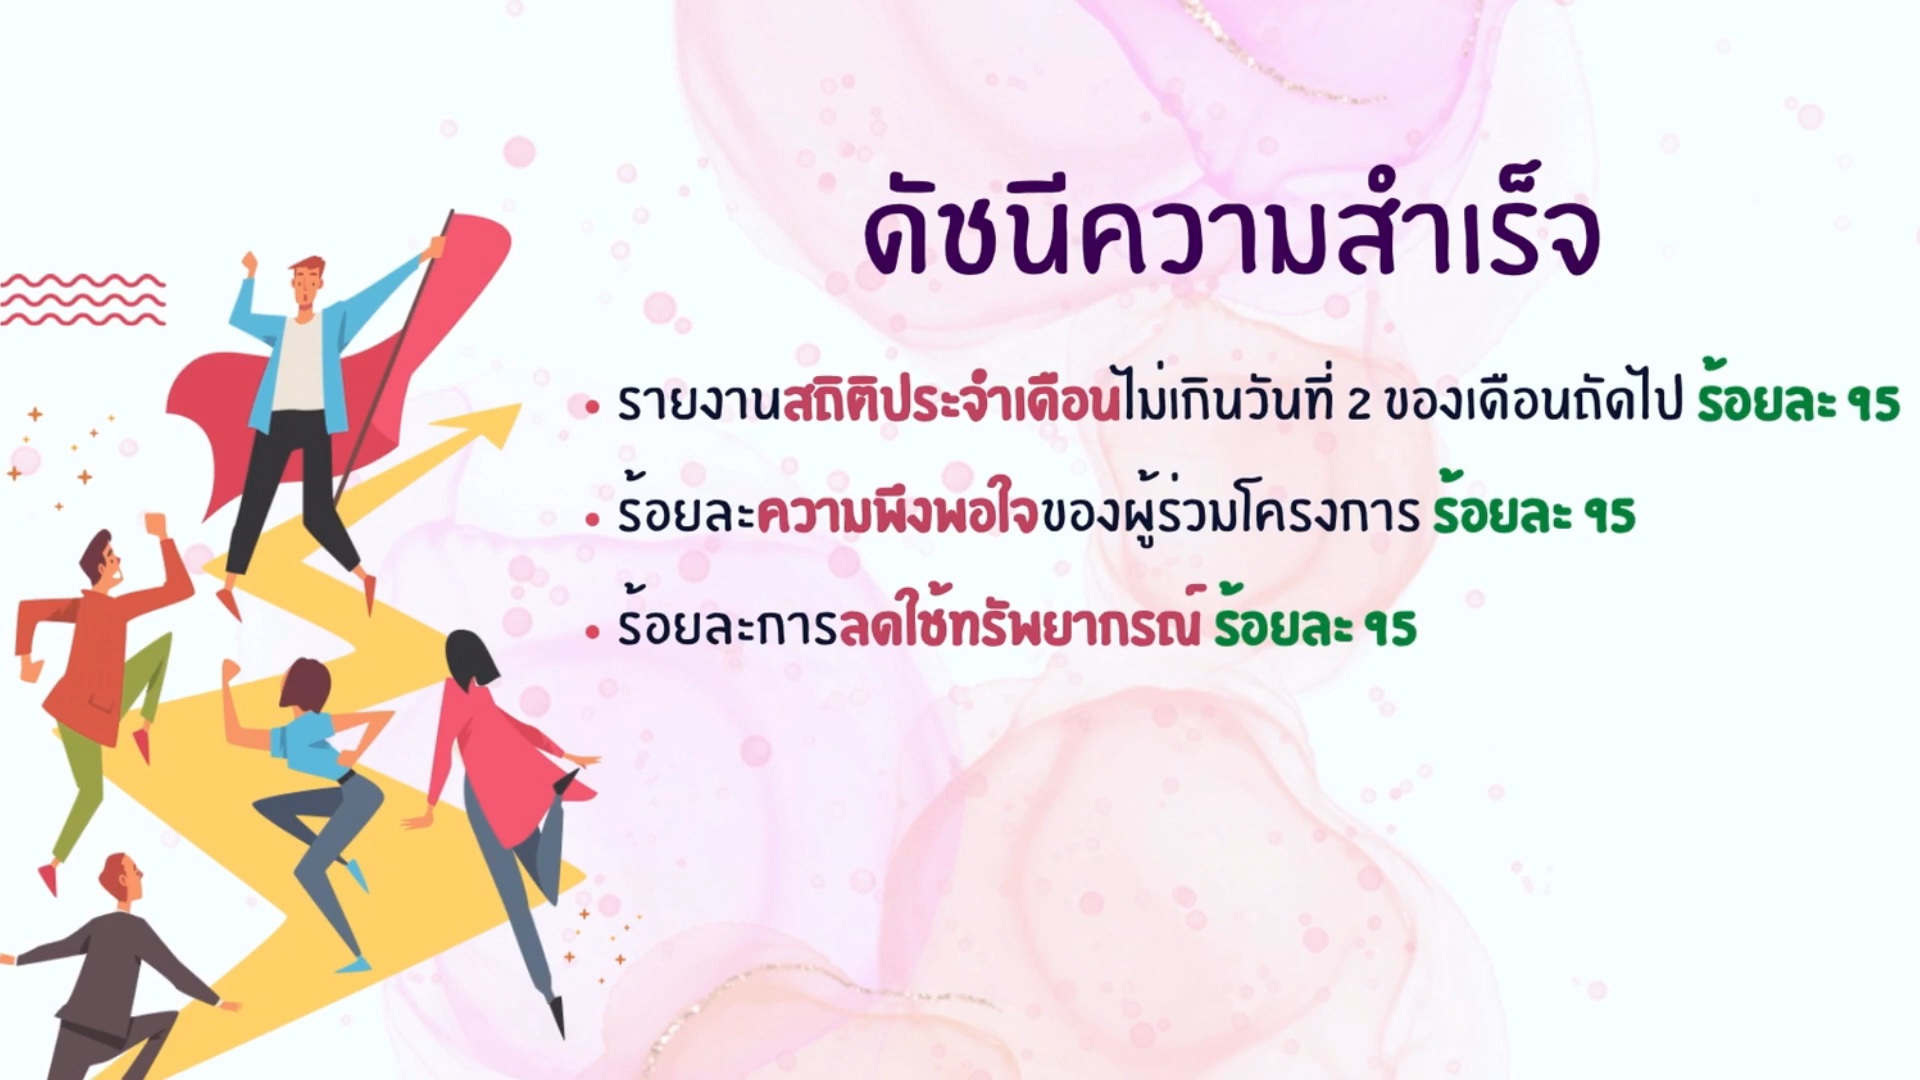 ดัชนีความสำเร็จ
• รายงานสถิติประจำเดือนไม่เกินวันที่ 2 ของเดือนถัดไป ร้อยละ 95
• ร้อยละความพึงพอใจของผู้ร่วมโครงการ ร้อยละ 95
• ร้อยละการลดใช้ทรัพยากรณ์ ร้อยละ 95